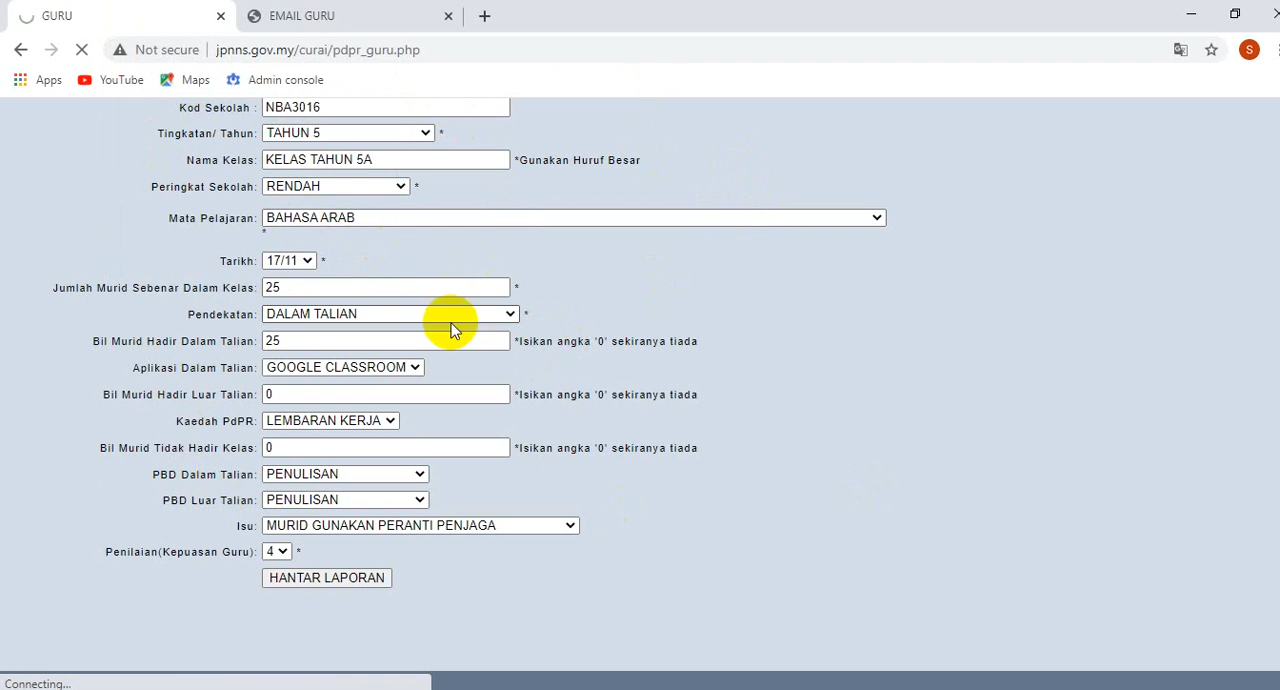 GURU
EMAIL GURU
Not secure | jpnns.gov.my/curai/pdpr_guru.php
S
Apps YouTube Maps Admin console
Kod Sekolah : NBA3016
Tingkatan/ Tahun: TAHUN 5 *
Nama Kelas: KELAS TAHUN 5A *Gunakan Huruf Besar
Peringkat Sekolah: RENDAH *
Mata Pelajaran: BAHASA ARAB
*
Tarikh: 17/11 *
Jumlah Murid Sebenar Dalam Kelas: 25 *
Pendekatan: DALAM TALIAN *
Bil Murid Hadir Dalam Talian: 25 *Isikan angka '0' sekiranya tiada
Aplikasi Dalam Talian: GOOGLE CLASSROOM
Bil Murid Hadir Luar Talian: 0 *Isikan angka '0' sekiranya tiada
Kaedah PdPR: LEMBARAN KERJA
Bil Murid Tidak Hadir Kelas: 0 *Isikan angka '0' sekiranya tiada
PBD Dalam Talian: PENULISAN
PBD Luar Talian: PENULISAN
Isu: MURID GUNAKAN PERANTI PENJAGA
Penilaian(Kepuasan Guru): 4 *
HANTAR LAPORAN
Connecting...